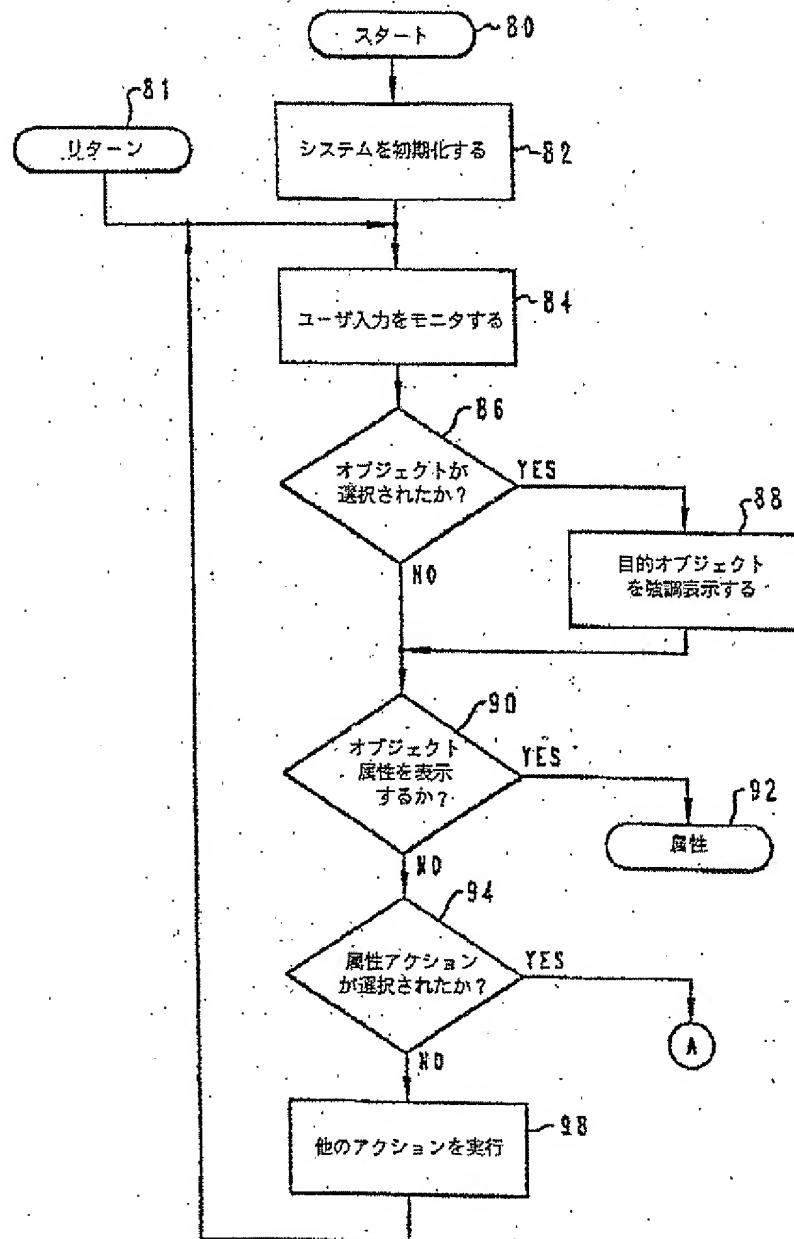 スタート
80
81
リターン
システムを初期化する
82
ユーザ入力をモニタする
84
86
オブジェクトが
選択されたか?
YES
NO
88
目的オブジェクト
を強調表示する
90
オブジェクト
属性を表示
するか?
YES
NO
92
属性
94
属性アクション
が選択されたか?
YES
NO
A
98
他のアクションを実行